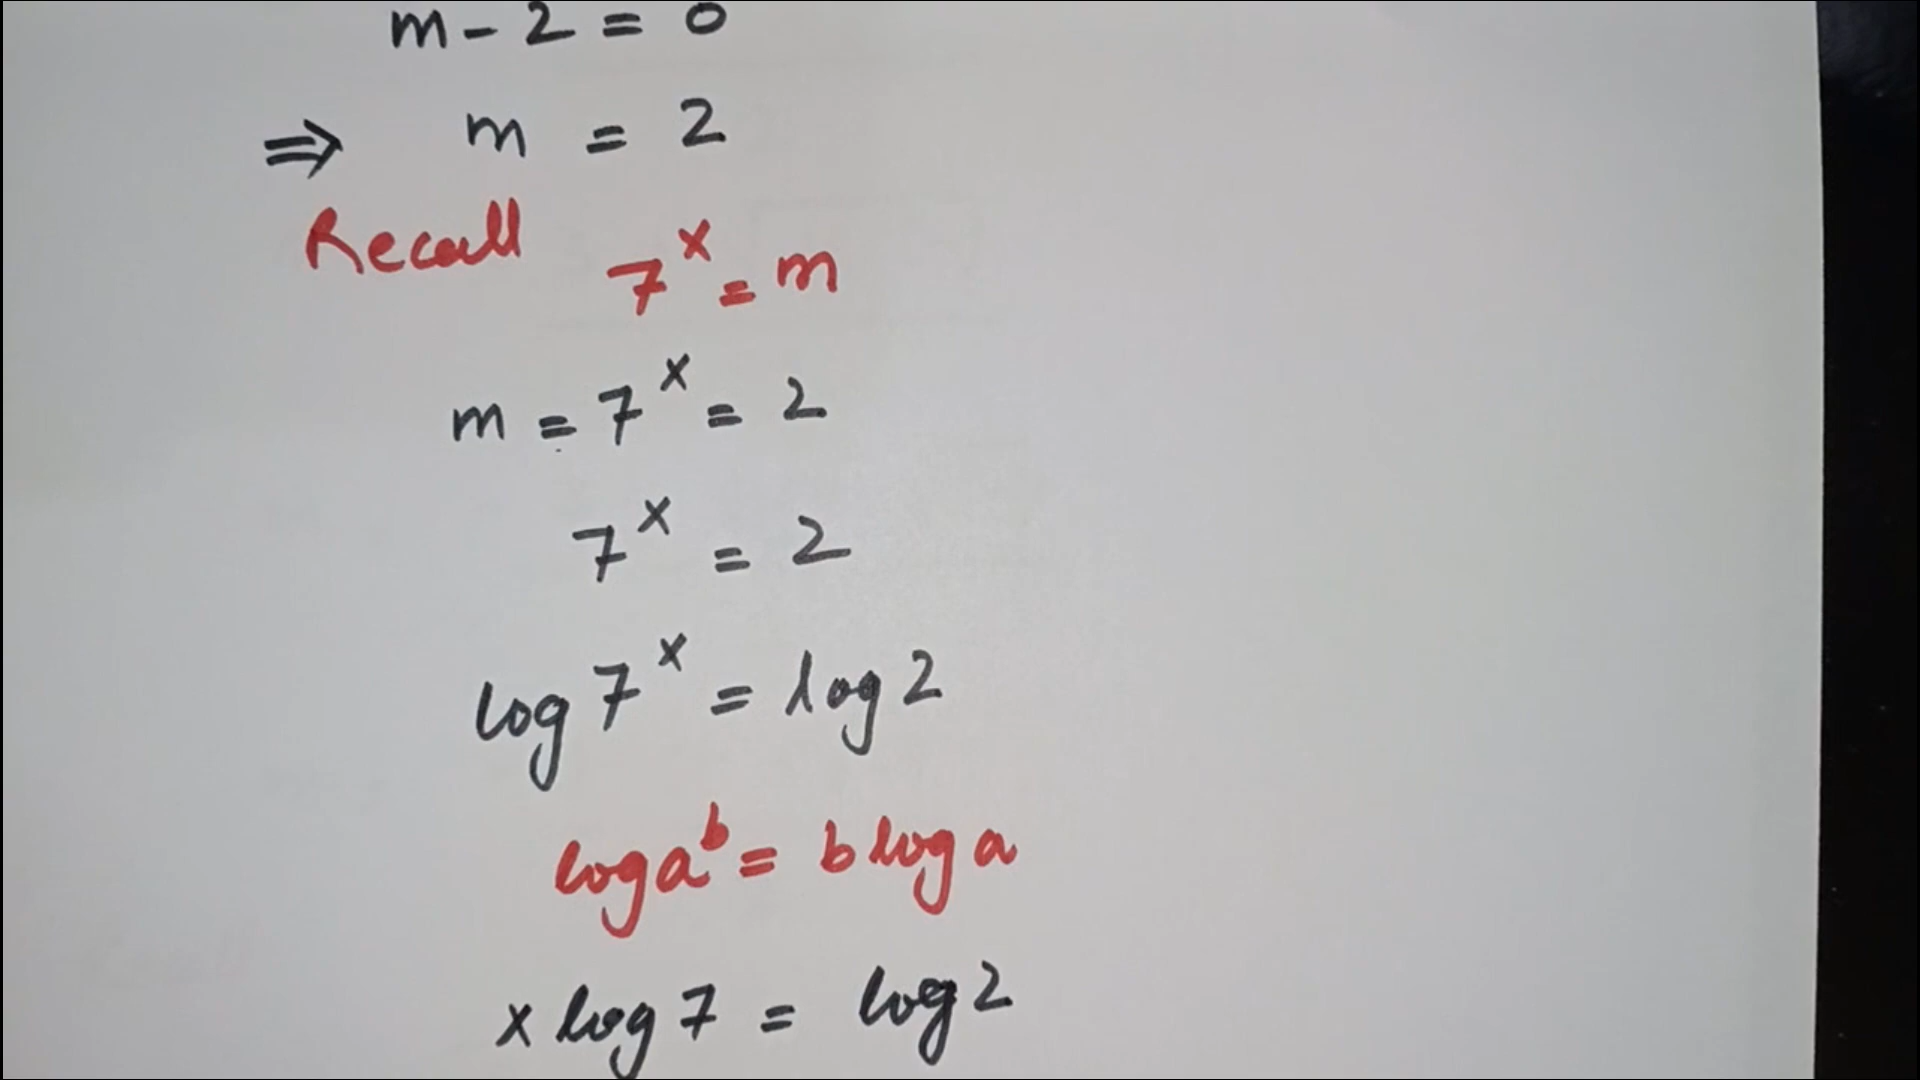 m - 2 = 0
⇒ m = 2
Recall 7^x = m
m = 7^x = 2
7^x = 2
log 7^x = log 2
log a^b = b log a
x log 7 = log 2